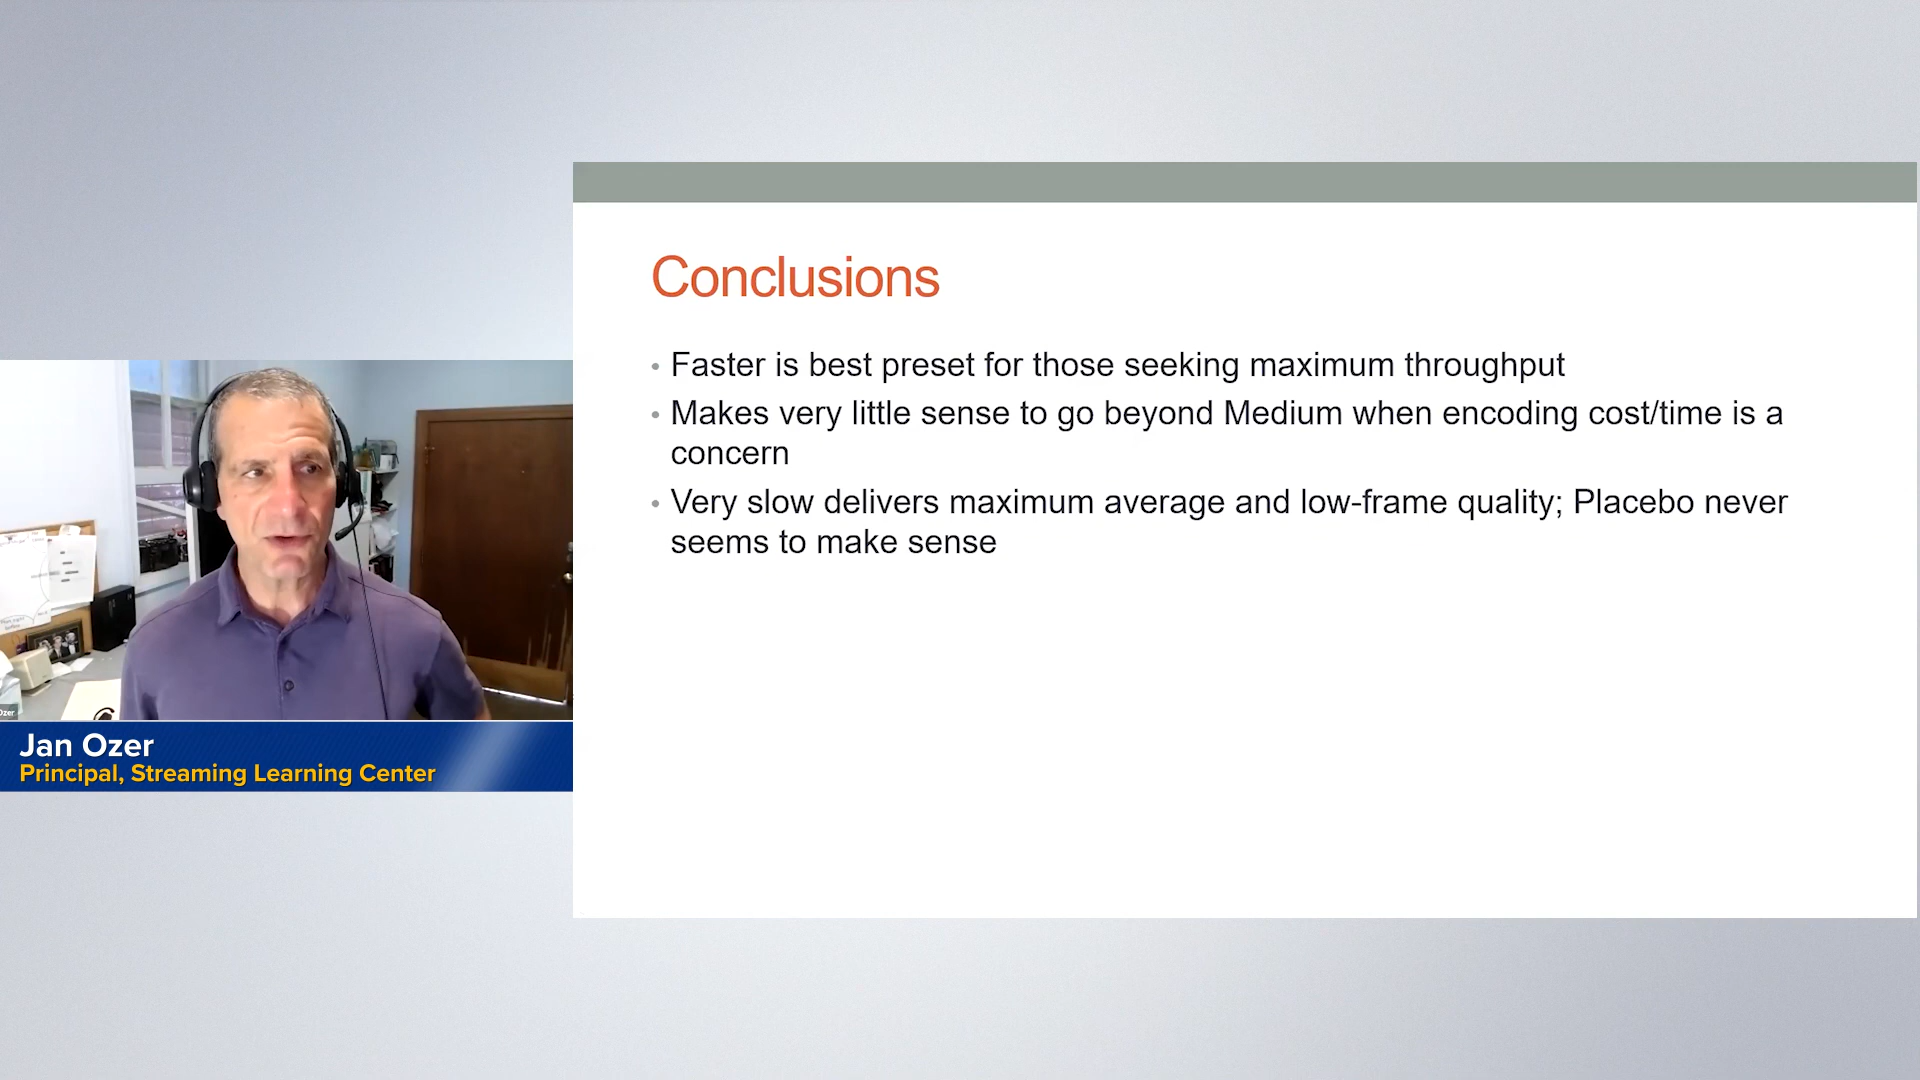 Conclusions
• Faster is best preset for those seeking maximum throughput
• Makes very little sense to go beyond Medium when encoding cost/time is a
concern
• Very slow delivers maximum average and low-frame quality; Placebo never
seems to make sense
Ozer
Jan Ozer
Principal, Streaming Learning Center